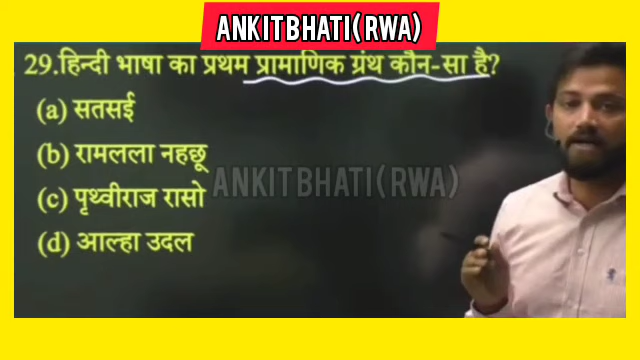 ANKITBHATI(RWA)
29.हिन्दी भाषा का प्रथम प्रामाणिक ग्रंथ कौन-सा है?
(a) सतसई
(b) रामलला नहछू
ANKITBHATI(RWA)
(c) पृथ्वीराज रासो
(d) आल्हा उदल